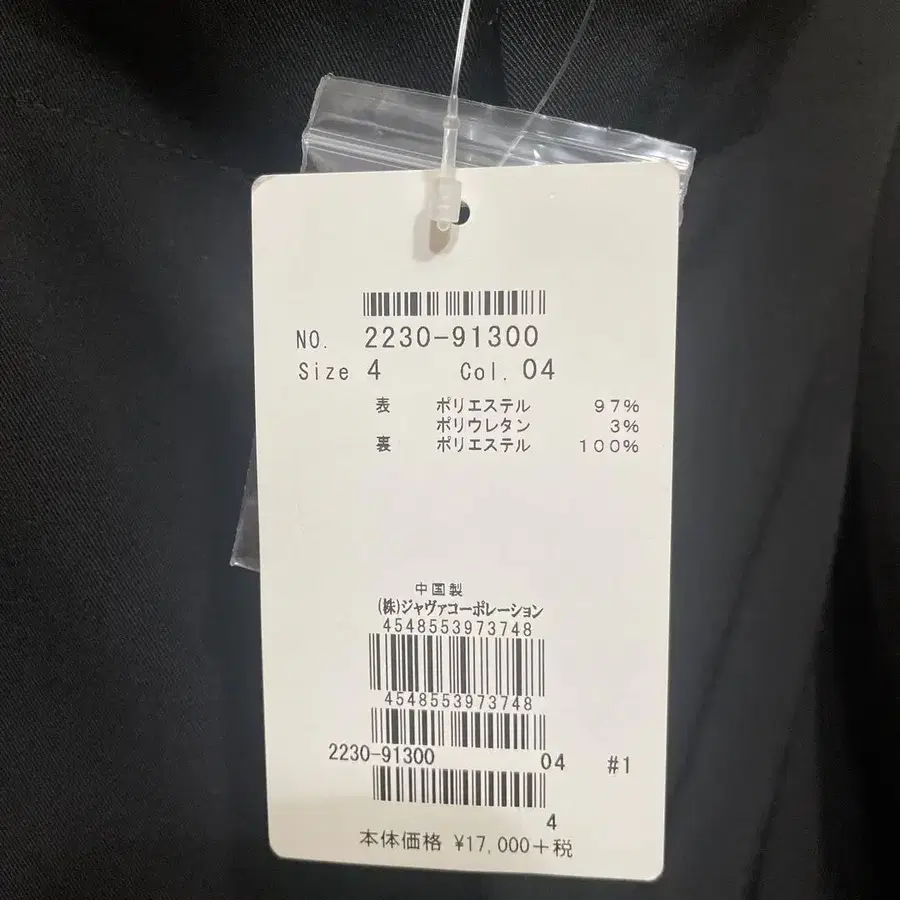 NO. 2230-91300
Size 4 Col. 04
表 ポリエステル 97%
ポリウレタン 3%
裏 ポリエステル 100%
中国製
(株)ジャヴァコーポレーション
4548553973748
4548553973748
2230-91300 04 #1
4
本体価格 ¥17,000+税